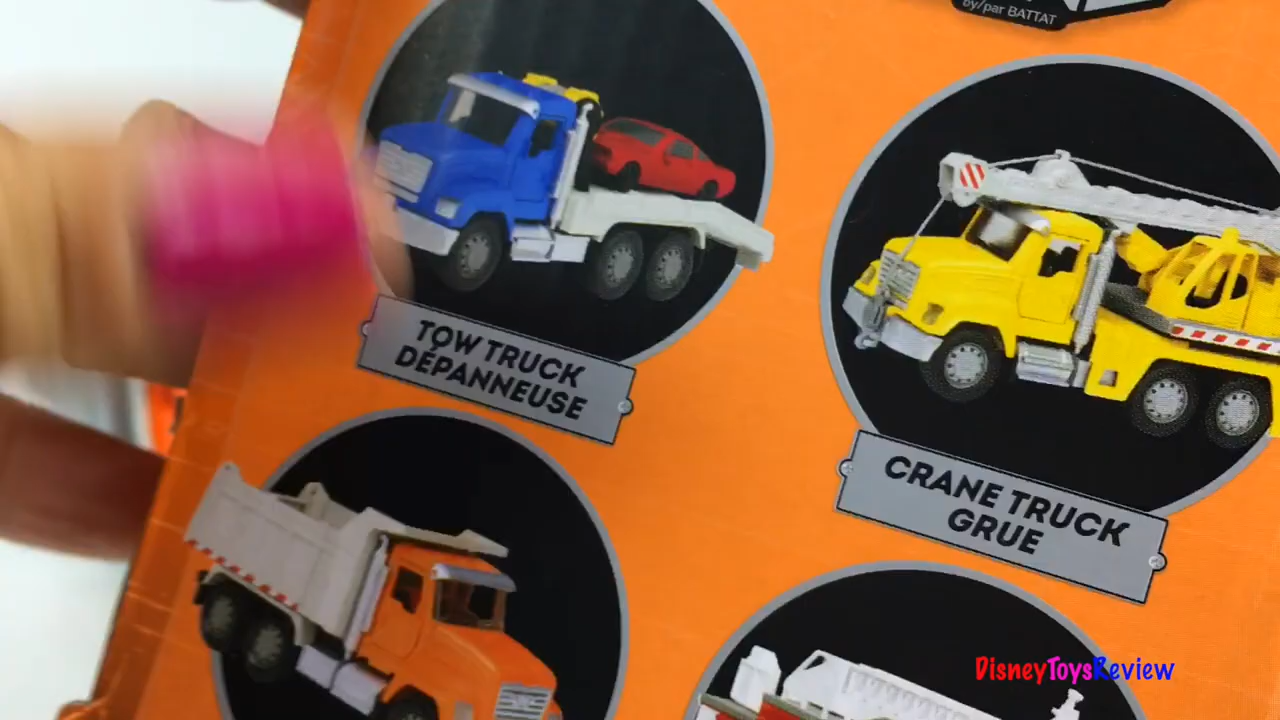 by/par BATTAT
TOW TRUCK
DÉPANNEUSE
CRANE TRUCK
GRUE
DisneyToysReview